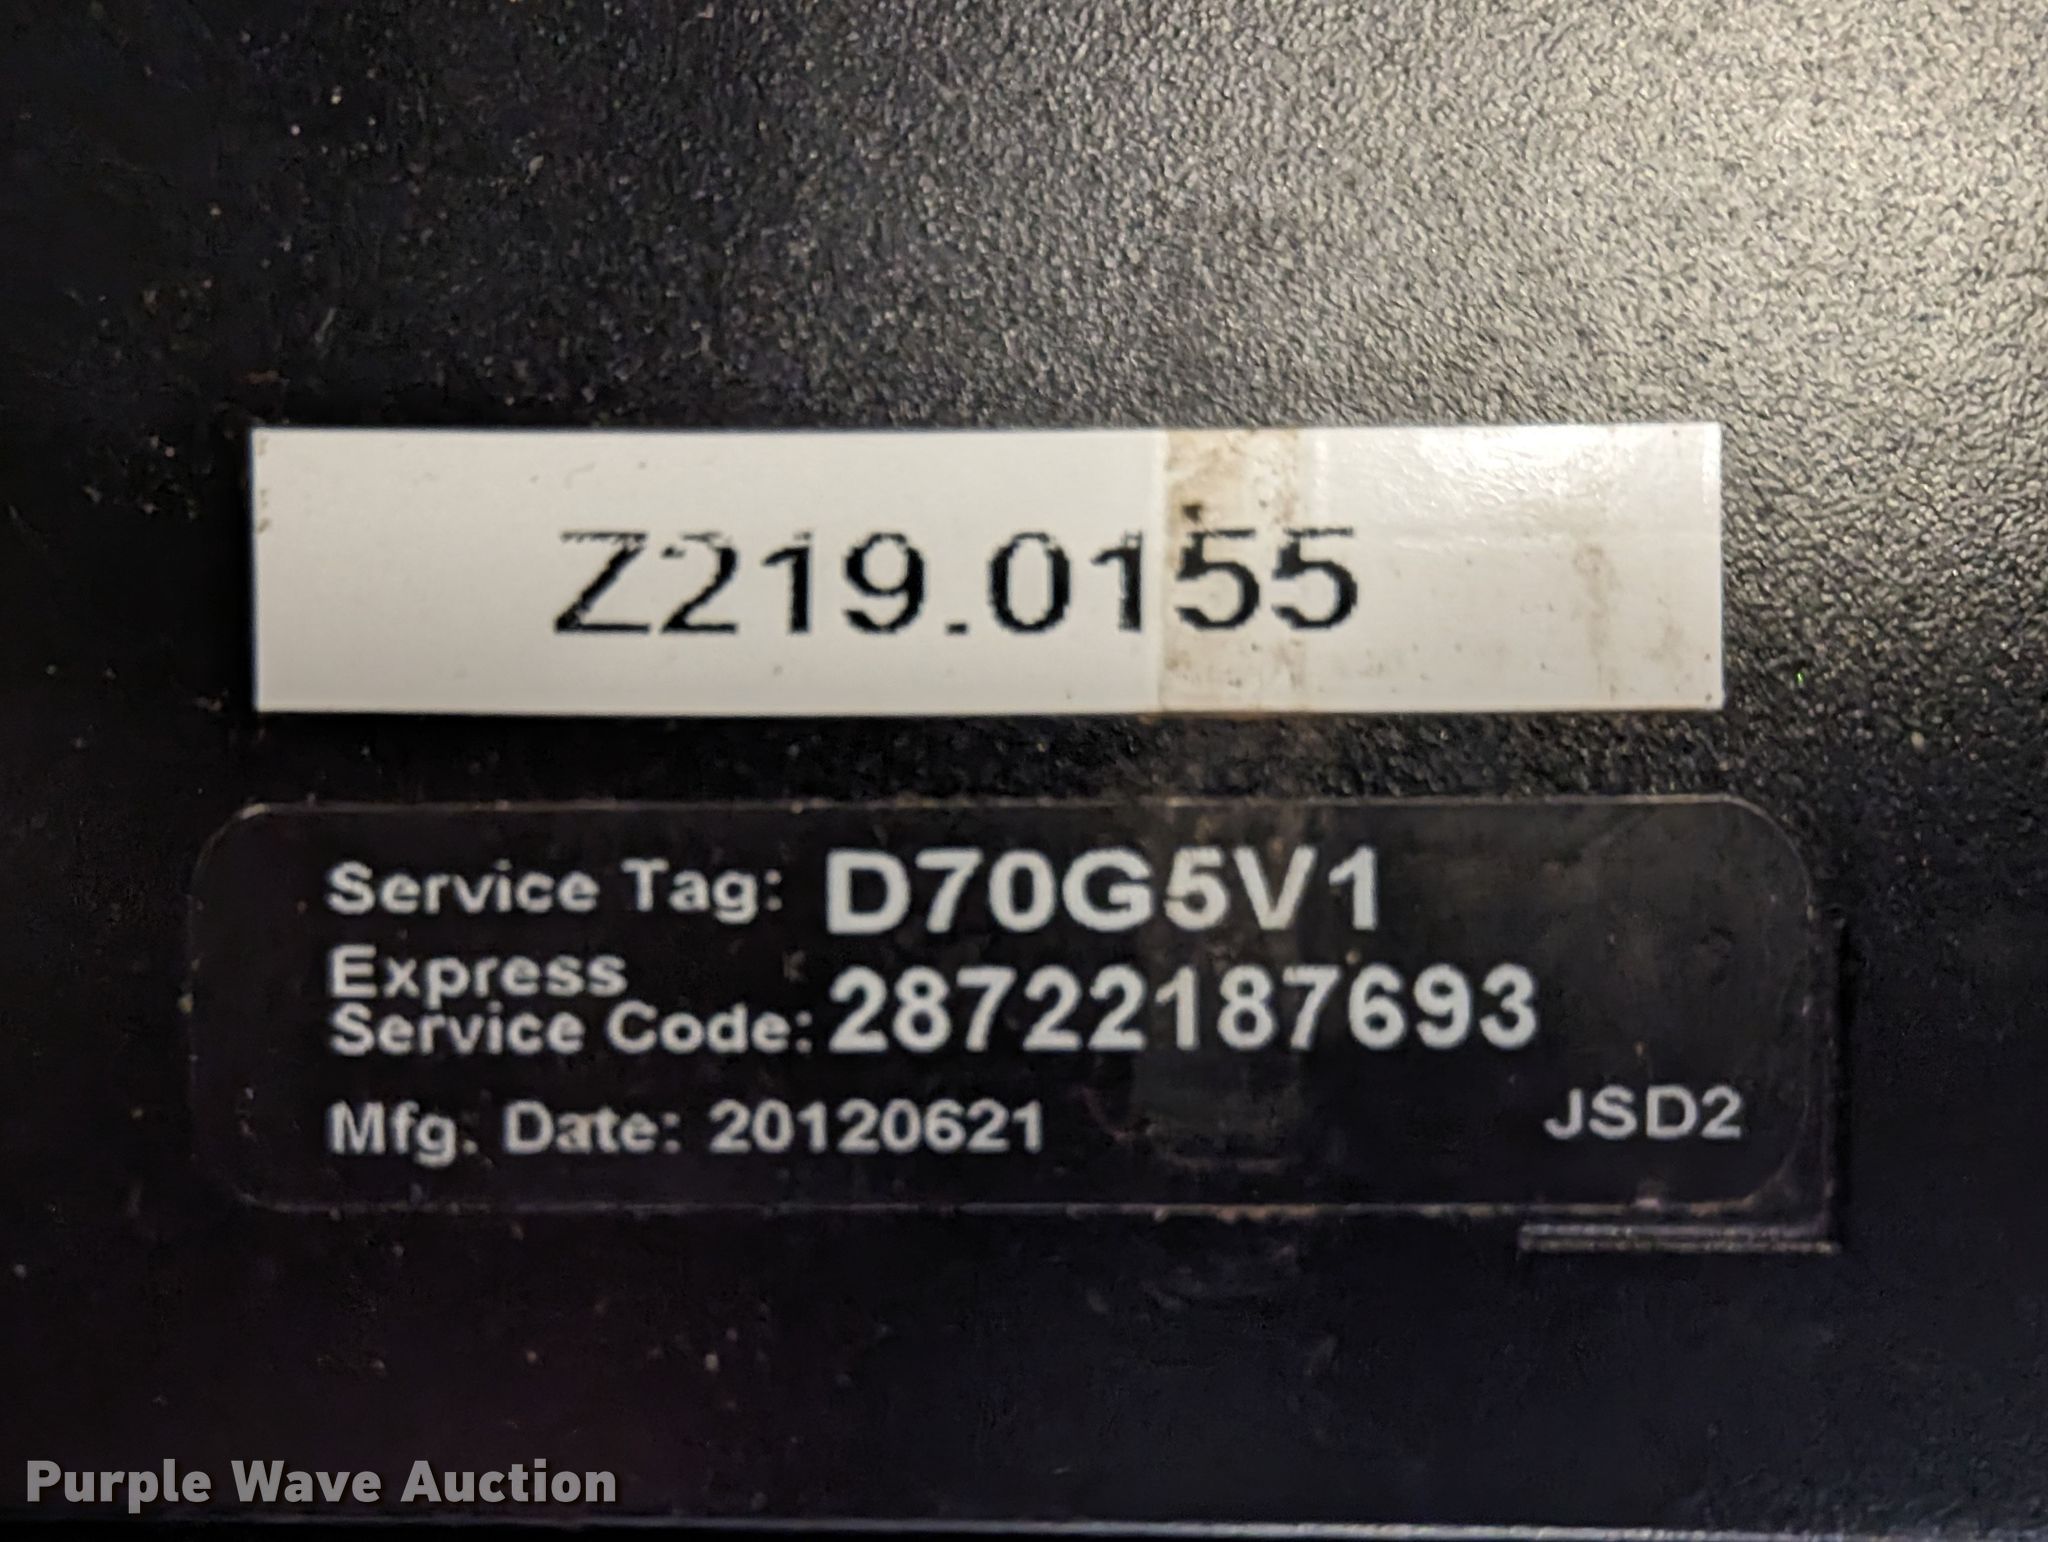 Z219.0155
Service Tag: D70G5V1
Express
Service Code: 28722187693
Mfg. Date: 20120621 JSD2
Purple Wave Auction